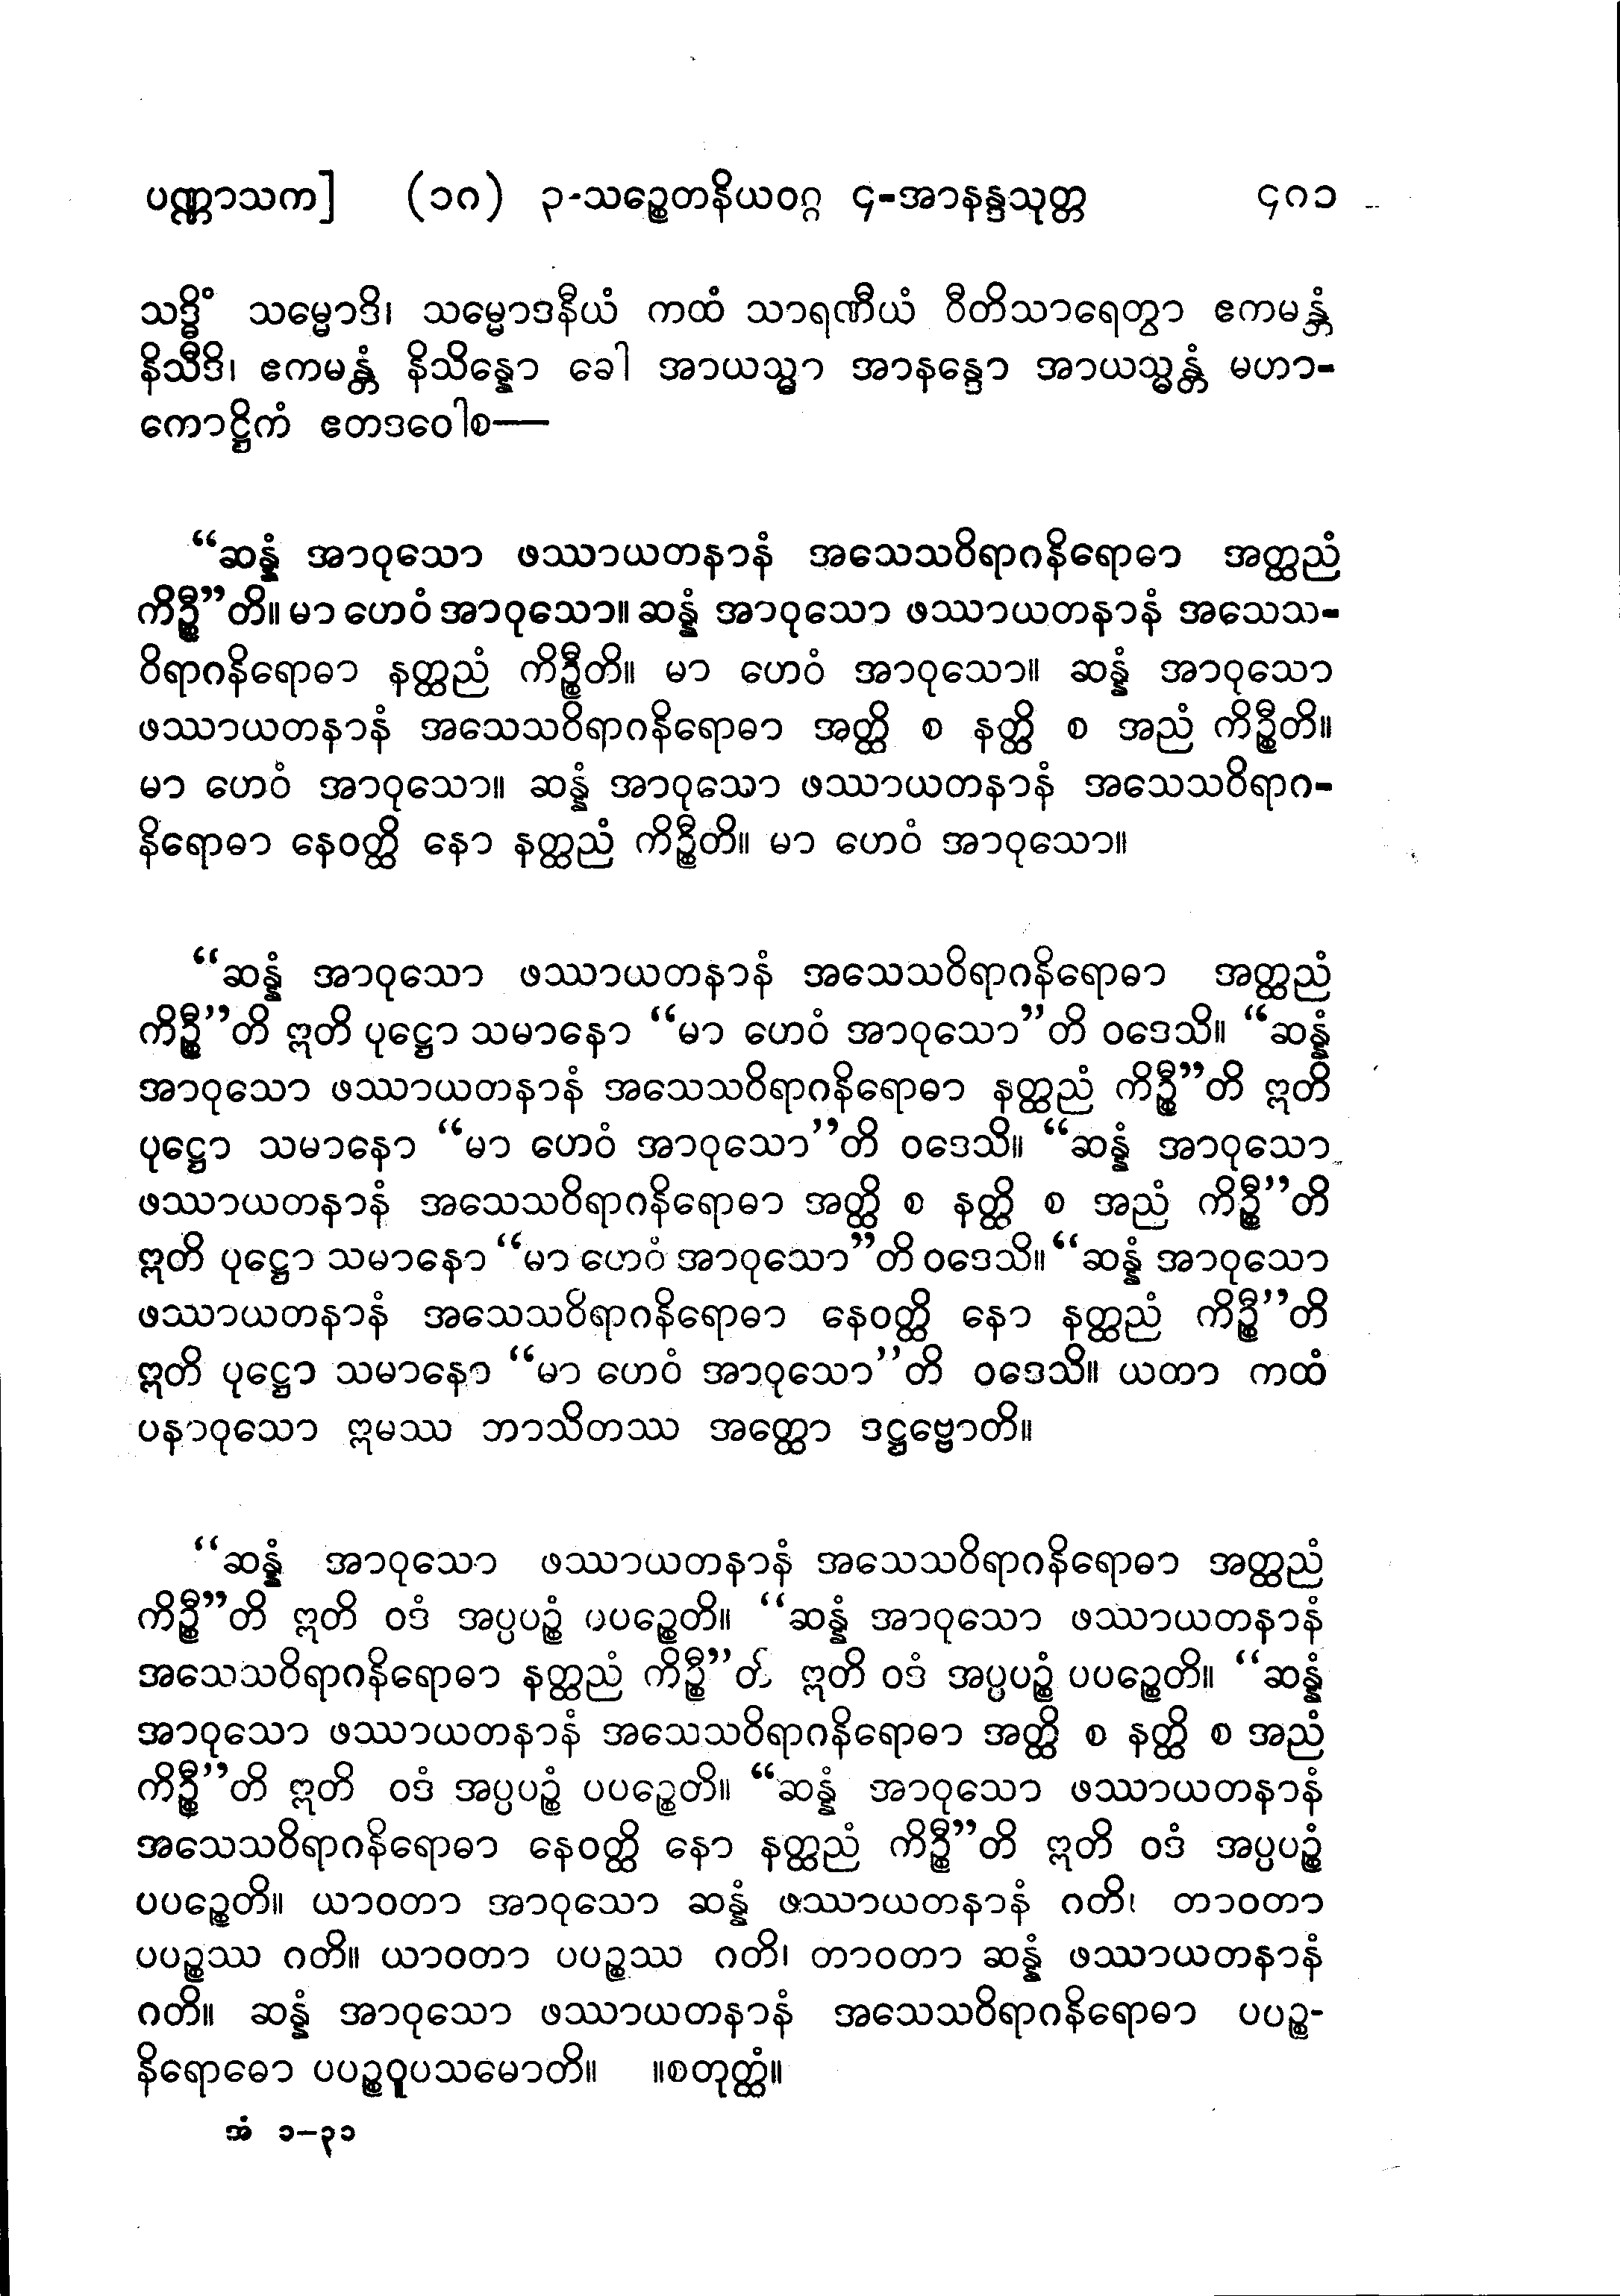 ပဏ္ဏာသက] (၁ဂ) ၃-သဉ္စေတနိယဝဂ္ဂ ၄-အာနန္ဒသုတ္တ ၄ဂ၁
သဒ္ဓိံ သမ္မောဒိ၊ သမ္မောဒနီယံ ကထံ သာရဏီယံ ဝီတိသာရေတွာ ဧကမန္တံ
နိသီဒိ၊ ဧကမန္တံ နိသိန္နော ခေါ အာယသ္မာ အာနန္ဒော အာယသ္မန္တံ မဟာ-
ကောဋ္ဌိကံ ဧတဒဝေါစ—
“ဆန္နံ အာဝုသော ဖဿာယတနာနံ အသေသဝိရာဂနိရောဓာ အတ္ထညံ
ကိဉ္စီ”တိ။ မာ ဟေဝံ အာဝုသော။ ဆန္နံ အာဝုသော ဖဿာယတနာနံ အသေသ-
ဝိရာဂနိရောဓာ နတ္ထညံ ကိဉ္စီတိ။ မာ ဟေဝံ အာဝုသော။ ဆန္နံ အာဝုသော
ဖဿာယတနာနံ အသေသဝိရာဂနိရောဓာ အတ္ထိ စ နတ္ထိ စ အညံ ကိဉ္စီတိ။
မာ ဟေဝံ အာဝုသော။ ဆန္နံ အာဝုသော ဖဿာယတနာနံ အသေသဝိရာဂ-
နိရောဓာ နေဝတ္ထိ နော နတ္ထညံ ကိဉ္စီတိ။ မာ ဟေဝံ အာဝုသော။
“ဆန္နံ အာဝုသော ဖဿာယတနာနံ အသေသဝိရာဂနိရောဓာ အတ္ထညံ
ကိဉ္စီ”တိ ဣတိ ပုဋ္ဌော သမာနော “မာ ဟေဝံ အာဝုသော”တိ ဝဒေသိ။ “ဆန္နံ
အာဝုသော ဖဿာယတနာနံ အသေသဝိရာဂနိရောဓာ နတ္ထညံ ကိဉ္စီ”တိ ဣတိ
ပုဋ္ဌော သမာနော “မာ ဟေဝံ အာဝုသော”တိ ဝဒေသိ။ “ဆန္နံ အာဝုသော
ဖဿာယတနာနံ အသေသဝိရာဂနိရောဓာ အတ္ထိ စ နတ္ထိ စ အညံ ကိဉ္စီ”တိ
ဣတိ ပုဋ္ဌော သမာနော “မာ ဟေဝံ အာဝုသော”တိ ဝဒေသိ။ “ဆန္နံ အာဝုသော
ဖဿာယတနာနံ အသေသဝိရာဂနိရောဓာ နေဝတ္ထိ နော နတ္ထညံ ကိဉ္စီ”တိ
ဣတိ ပုဋ္ဌော သမာနော “မာ ဟေဝံ အာဝုသော”တိ ဝဒေသိ။ ယထာ ကထံ
ပနာဝုသော ဣမဿ ဘာသိတဿ အတ္ထော ဒဋ္ဌဗ္ဗောတိ။
“ဆန္နံ အာဝုသော ဖဿာယတနာနံ အသေသဝိရာဂနိရောဓာ အတ္ထညံ
ကိဉ္စီ”တိ ဣတိ ဝဒံ အပ္ပပဉ္စံ ပပဉ္စေတိ။ “ဆန္နံ အာဝုသော ဖဿာယတနာနံ
အသေသဝိရာဂနိရောဓာ နတ္ထညံ ကိဉ္စီ”တိ ဣတိ ဝဒံ အပ္ပပဉ္စံ ပပဉ္စေတိ။ “ဆန္နံ
အာဝုသော ဖဿာယတနာနံ အသေသဝိရာဂနိရောဓာ အတ္ထိ စ နတ္ထိ စ အညံ
ကိဉ္စီ”တိ ဣတိ ဝဒံ အပ္ပပဉ္စံ ပပဉ္စေတိ။ “ဆန္နံ အာဝုသော ဖဿာယတနာနံ
အသေသဝိရာဂနိရောဓာ နေဝတ္ထိ နော နတ္ထညံ ကိဉ္စီ”တိ ဣတိ ဝဒံ အပ္ပပဉ္စံ
ပပဉ္စေတိ။ ယာဝတာ အာဝုသော ဆန္နံ ဖဿာယတနာနံ ဂတိ၊ တာဝတာ
ပပဉ္စဿ ဂတိ။ ယာဝတာ ပပဉ္စဿ ဂတိ၊ တာဝတာ ဆန္နံ ဖဿာယတနာနံ
ဂတိ။ ဆန္နံ အာဝုသော ဖဿာယတနာနံ အသေသဝိရာဂနိရောဓာ ပပဉ္စ-
နိရောဓော ပပဉ္စဝူပသမောတိ။ ။စတုတ္ထံ။
အံ ၁–၃၁